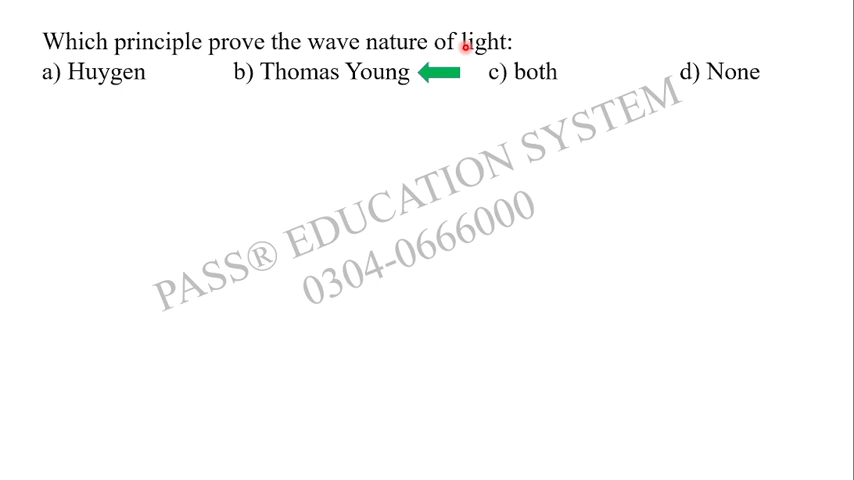 Which principle prove the wave nature of light:
a) Huygen b) Thomas Young c) both d) None
PASS® EDUCATION SYSTEM
0304-0666000